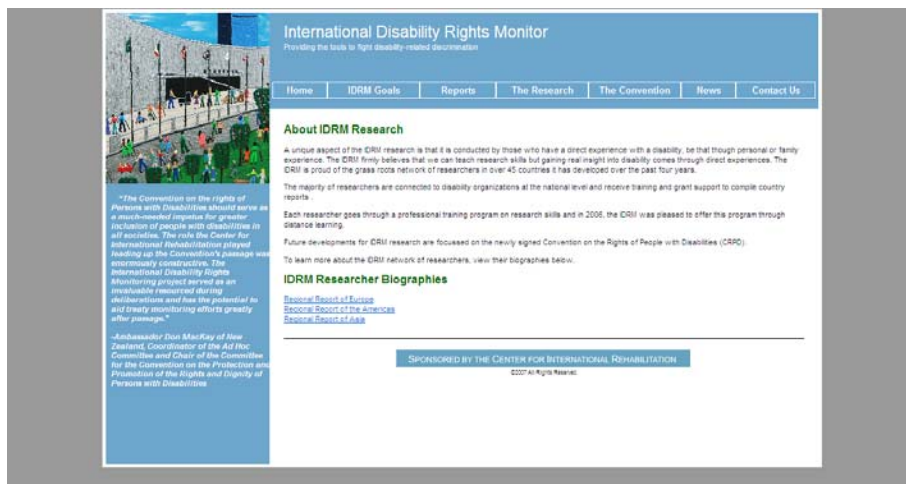 International Disability Rights Monitor
Providing the tools to fight disability-related discrimination
Home IDRM Goals Reports The Research The Convention News Contact Us
About IDRM Research
A unique aspect of the IDRM research is that it is conducted by those who have a direct experience with a disability, be that though personal or family
experience. The IDRM firmly believes that we can teach research skills but gaining real insight into disability comes through direct experiences. The
IDRM is proud of the grass roots network of researchers in over 45 countries it has developed over the past four years.
The majority of researchers are connected to disability organizations at the national level and receive training and grant support to compile country
reports .
Each researcher goes through a professional training program on research skills and in 2006, the IDRM was pleased to offer this program through
distance learning.
Future developments for IDRM research are focussed on the newly signed Convention on the Rights of People with Disabilities (CRPD).
To learn more about the IDRM network of researchers, view their biographies below.
IDRM Researcher Biographies
Regional Report of Europe
Regional Report of the Americas
Regional Report of Asia
SPONSORED BY THE CENTER FOR INTERNATIONAL REHABILITATION
©2007 All Rights Reserved.
"The Convention on the rights of
Persons with Disabilities should serve as
a much-needed impetus for greater
inclusion of people with disabilities in
all societies. The role the Center for
International Rehabilitation played
leading up the Convention's passage was
enormously constructive. The
International Disability Rights
Monitoring project served as an
invaluable resourced during
deliberations and has the potential to
aid treaty monitoring efforts greatly
after passage."
-Ambassador Don MacKay of New
Zealand, Coordinator of the Ad Hoc
Committee and Chair of the Committee
for the Convention on the Protection and
Promotion of the Rights and Dignity of
Persons with Disabilities